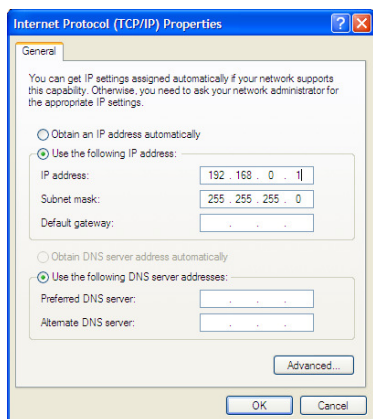 Internet Protocol (TCP/IP) Properties
General
You can get IP settings assigned automatically if your network supports
this capability. Otherwise, you need to ask your network administrator for
the appropriate IP settings.
Obtain an IP address automatically
Use the following IP address:
IP address: 192 . 168 . 0 . 1
Subnet mask: 255 . 255 . 255 . 0
Default gateway: . . .
Obtain DNS server address automatically
Use the following DNS server addresses:
Preferred DNS server: . . .
Alternate DNS server: . . .
Advanced...
OK Cancel